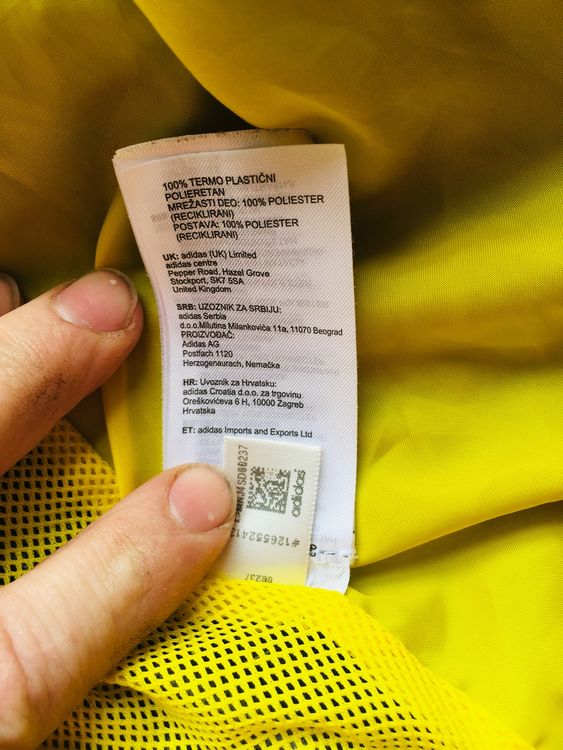 100% TERMO PLASTIČNI
POLIERETAN
MREŽASTI DEO: 100% POLIESTER
(RECIKLIRANI)
POSTAVA: 100% POLIESTER
(RECIKLIRANI)
UK: adidas (UK) Limited
adidas centre
Pepper Road, Hazel Grove
Stockport, SK7 5SA
United Kingdom
SRB: UZOZNIK ZA SRBIJU:
adidas Serbia
d.o.o.Milutina Milankovića 11a, 11070 Beograd
PROIZVOĐAČ:
Adidas AG
Postfach 1120
Herzogenaurach, Nemačka
HR: Uvoznik za Hrvatsku:
adidas Croatia d.o.o. za trgovinu
Oreškovićeva 6 H, 10000 Zagreb
Hrvatska
ET: adidas Imports and Exports Ltd
adidas
00237